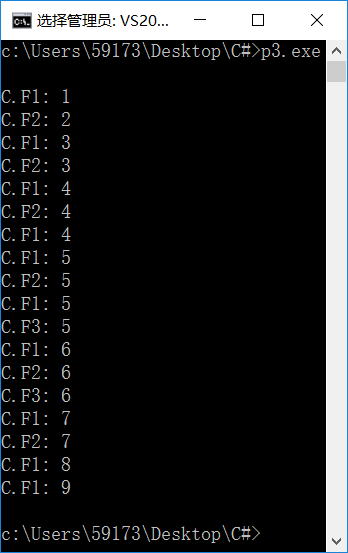 选择管理员: VS20...
c:\Users\59173\Desktop\C#>p3.exe
C.F1: 1
C.F2: 2
C.F1: 3
C.F2: 3
C.F1: 4
C.F2: 4
C.F1: 4
C.F1: 5
C.F2: 5
C.F1: 5
C.F3: 5
C.F1: 6
C.F2: 6
C.F3: 6
C.F1: 7
C.F2: 7
C.F1: 8
C.F1: 9
c:\Users\59173\Desktop\C#>